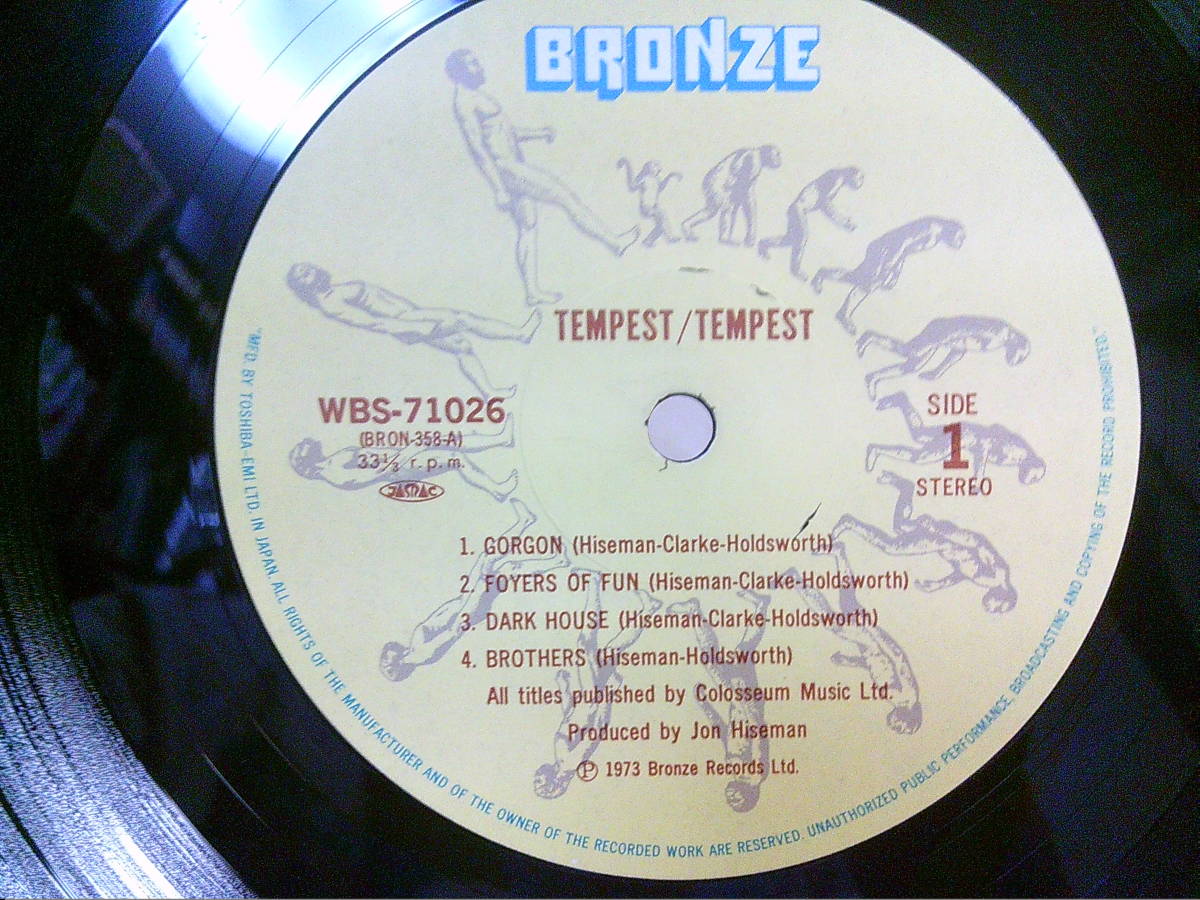 BRONZE
TEMPEST/TEMPEST
WBS-71026
(BRON-358-A)
33⅓ r.p.m.
JASRAC
SIDE
1
STEREO
1. GORGON (Hiseman-Clarke-Holdsworth)
2. FOYERS OF FUN (Hiseman-Clarke-Holdsworth)
3. DARK HOUSE (Hiseman-Clarke-Holdsworth)
4. BROTHERS (Hiseman-Holdsworth)
All titles published by Colosseum Music Ltd.
Produced by Jon Hiseman
Ⓟ 1973 Bronze Records Ltd.
"MFD. BY TOSHIBA-EMI LTD. IN JAPAN. ALL RIGHTS OF THE MANUFACTURER AND OF THE OWNER OF THE RECORDED WORK ARE RESERVED. UNAUTHORIZED PUBLIC PERFORMANCE, BROADCASTING AND COPYING OF THE RECORD PROHIBITED."